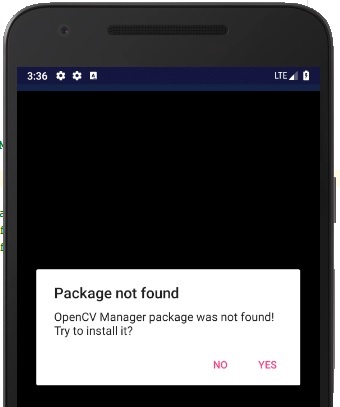 3:36
LTE
Package not found
OpenCV Manager package was not found!
Try to install it?
NO YES